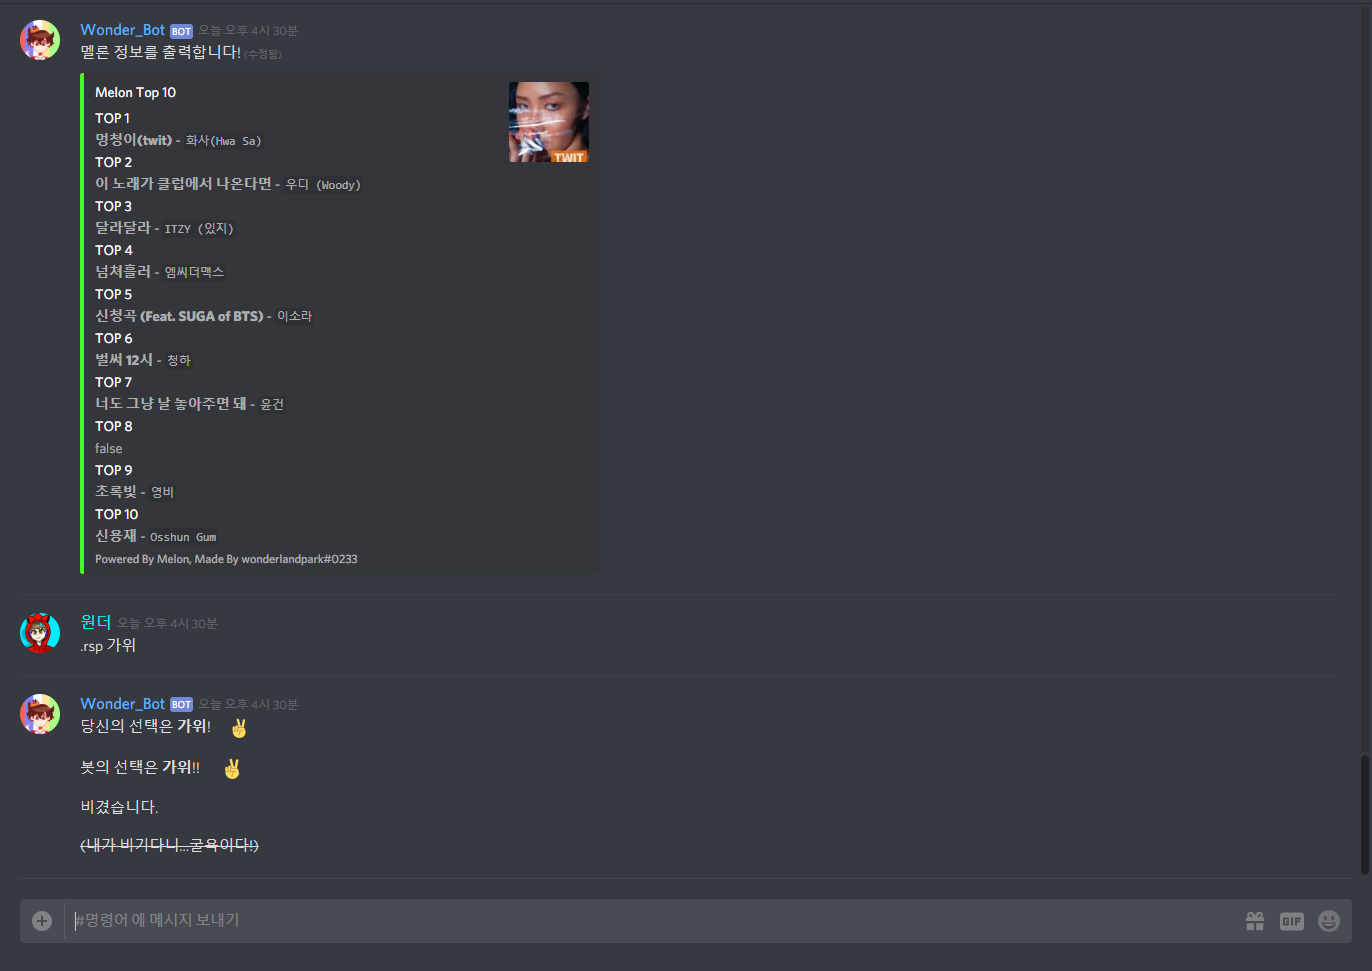 Wonder_Bot BOT 오늘 오후 4시 30분
멜론 정보를 출력합니다! (수정됨)
Melon Top 10
TWIT
TOP 1
멍청이(twit) - 화사(Hwa Sa)
TOP 2
이 노래가 클럽에서 나온다면 - 우디 (Woody)
TOP 3
달라달라 - ITZY (있지)
TOP 4
넘쳐흘러 - 엠씨더맥스
TOP 5
신청곡 (Feat. SUGA of BTS) - 이소라
TOP 6
벌써 12시 - 청하
TOP 7
너도 그냥 날 놓아주면 돼 - 윤건
TOP 8
false
TOP 9
초록빛 - 영비
TOP 10
신용재 - Osshun Gum
Powered By Melon, Made By wonderlandpark#0233
원더 오늘 오후 4시 30분
.rsp 가위
Wonder_Bot BOT 오늘 오후 4시 30분
당신의 선택은 가위! ✌
봇의 선택은 가위!! ✌
비겼습니다.
(내가 비기다니...굴욕이다!)
#명령어 에 메시지 보내기
GIF